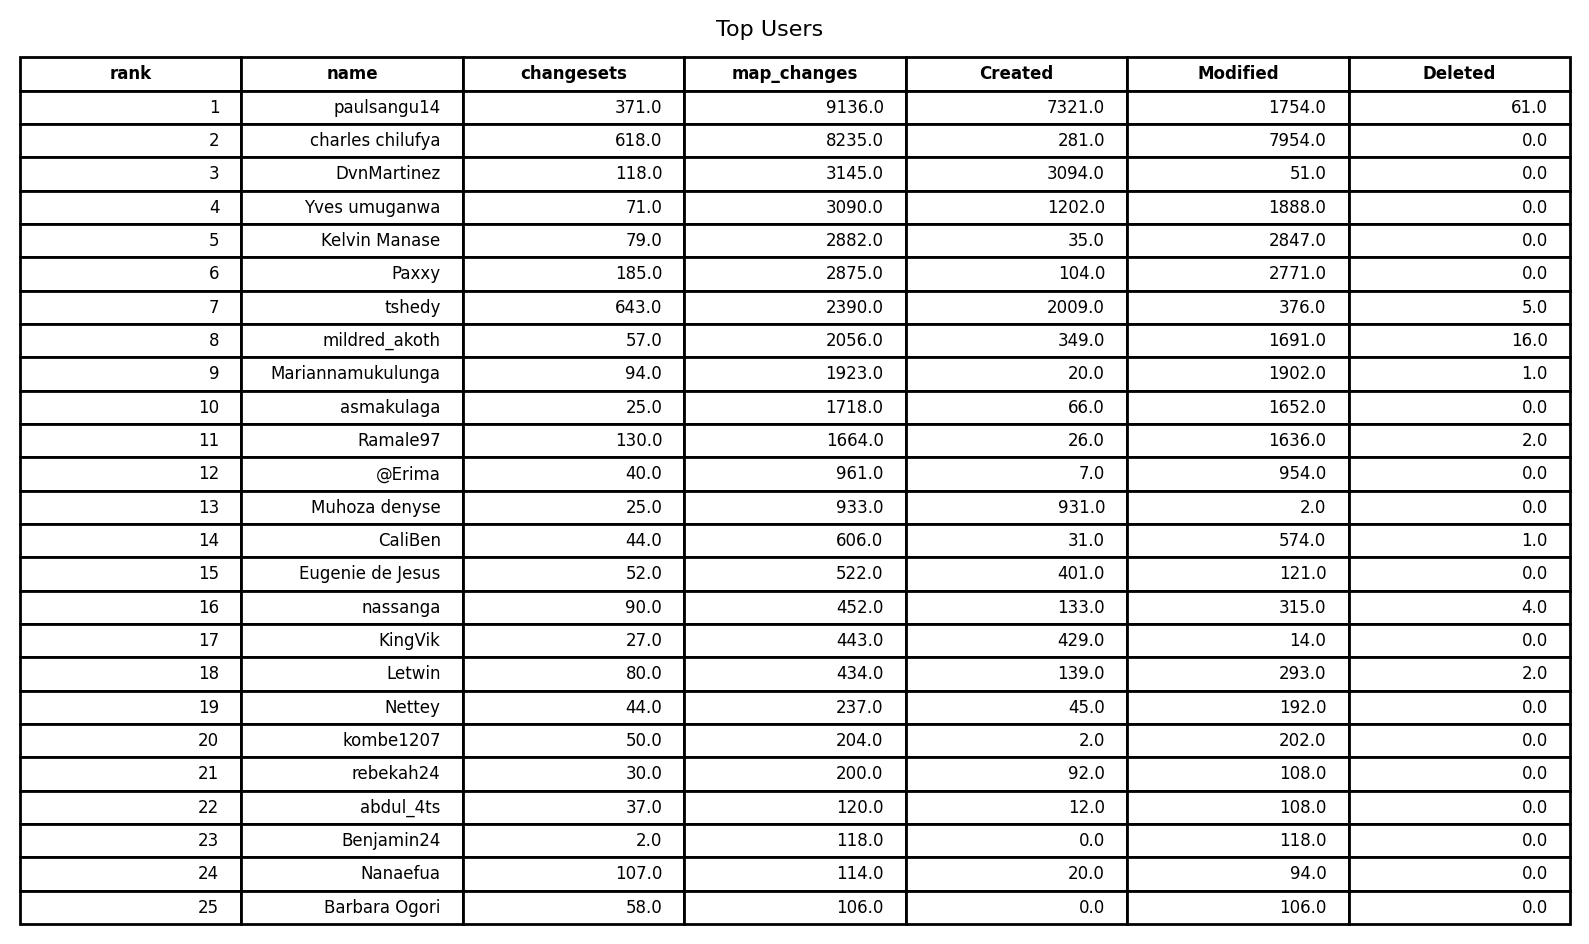 Top Users
rank name changesets map_changes Created Modified Deleted
1 paulsangu14 371.0 9136.0 7321.0 1754.0 61.0
2 charles chilufya 618.0 8235.0 281.0 7954.0 0.0
3 DvnMartinez 118.0 3145.0 3094.0 51.0 0.0
4 Yves umuganwa 71.0 3090.0 1202.0 1888.0 0.0
5 Kelvin Manase 79.0 2882.0 35.0 2847.0 0.0
6 Paxxy 185.0 2875.0 104.0 2771.0 0.0
7 tshedy 643.0 2390.0 2009.0 376.0 5.0
8 mildred_akoth 57.0 2056.0 349.0 1691.0 16.0
9 Mariannamukulunga 94.0 1923.0 20.0 1902.0 1.0
10 asmakulaga 25.0 1718.0 66.0 1652.0 0.0
11 Ramale97 130.0 1664.0 26.0 1636.0 2.0
12 @Erima 40.0 961.0 7.0 954.0 0.0
13 Muhoza denyse 25.0 933.0 931.0 2.0 0.0
14 CaliBen 44.0 606.0 31.0 574.0 1.0
15 Eugenie de Jesus 52.0 522.0 401.0 121.0 0.0
16 nassanga 90.0 452.0 133.0 315.0 4.0
17 KingVik 27.0 443.0 429.0 14.0 0.0
18 Letwin 80.0 434.0 139.0 293.0 2.0
19 Nettey 44.0 237.0 45.0 192.0 0.0
20 kombe1207 50.0 204.0 2.0 202.0 0.0
21 rebekah24 30.0 200.0 92.0 108.0 0.0
22 abdul_4ts 37.0 120.0 12.0 108.0 0.0
23 Benjamin24 2.0 118.0 0.0 118.0 0.0
24 Nanaefua 107.0 114.0 20.0 94.0 0.0
25 Barbara Ogori 58.0 106.0 0.0 106.0 0.0